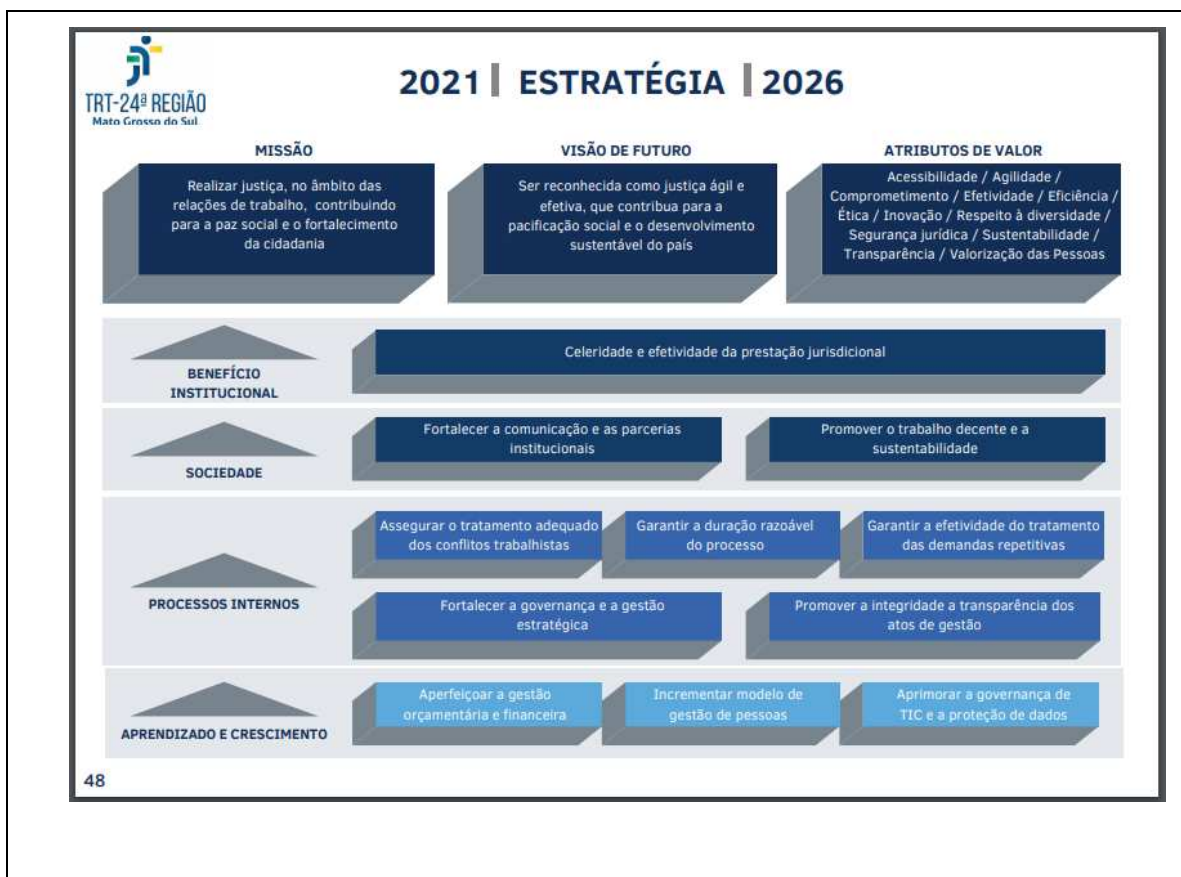 TRT-24ª REGIÃO
Mato Grosso do Sul
2021 | ESTRATÉGIA | 2026
MISSÃO
Realizar justiça, no âmbito das
relações de trabalho, contribuindo
para a paz social e o fortalecimento
da cidadania
VISÃO DE FUTURO
Ser reconhecida como justiça ágil e
efetiva, que contribua para a
pacificação social e o desenvolvimento
sustentável do país
ATRIBUTOS DE VALOR
Acessibilidade / Agilidade /
Comprometimento / Efetividade / Eficiência /
Ética / Inovação / Respeito à diversidade /
Segurança jurídica / Sustentabilidade /
Transparência / Valorização das Pessoas
BENEFÍCIO
INSTITUCIONAL
Celeridade e efetividade da prestação jurisdicional
SOCIEDADE
Fortalecer a comunicação e as parcerias
institucionais
Promover o trabalho decente e a
sustentabilidade
PROCESSOS INTERNOS
Assegurar o tratamento adequado
dos conflitos trabalhistas
Garantir a duração razoável
do processo
Garantir a efetividade do tratamento
das demandas repetitivas
Fortalecer a governança e a gestão
estratégica
Promover a integridade a transparência dos
atos de gestão
APRENDIZADO E CRESCIMENTO
Aperfeiçoar a gestão
orçamentária e financeira
Incrementar modelo de
gestão de pessoas
Aprimorar a governança de
TIC e a proteção de dados
48